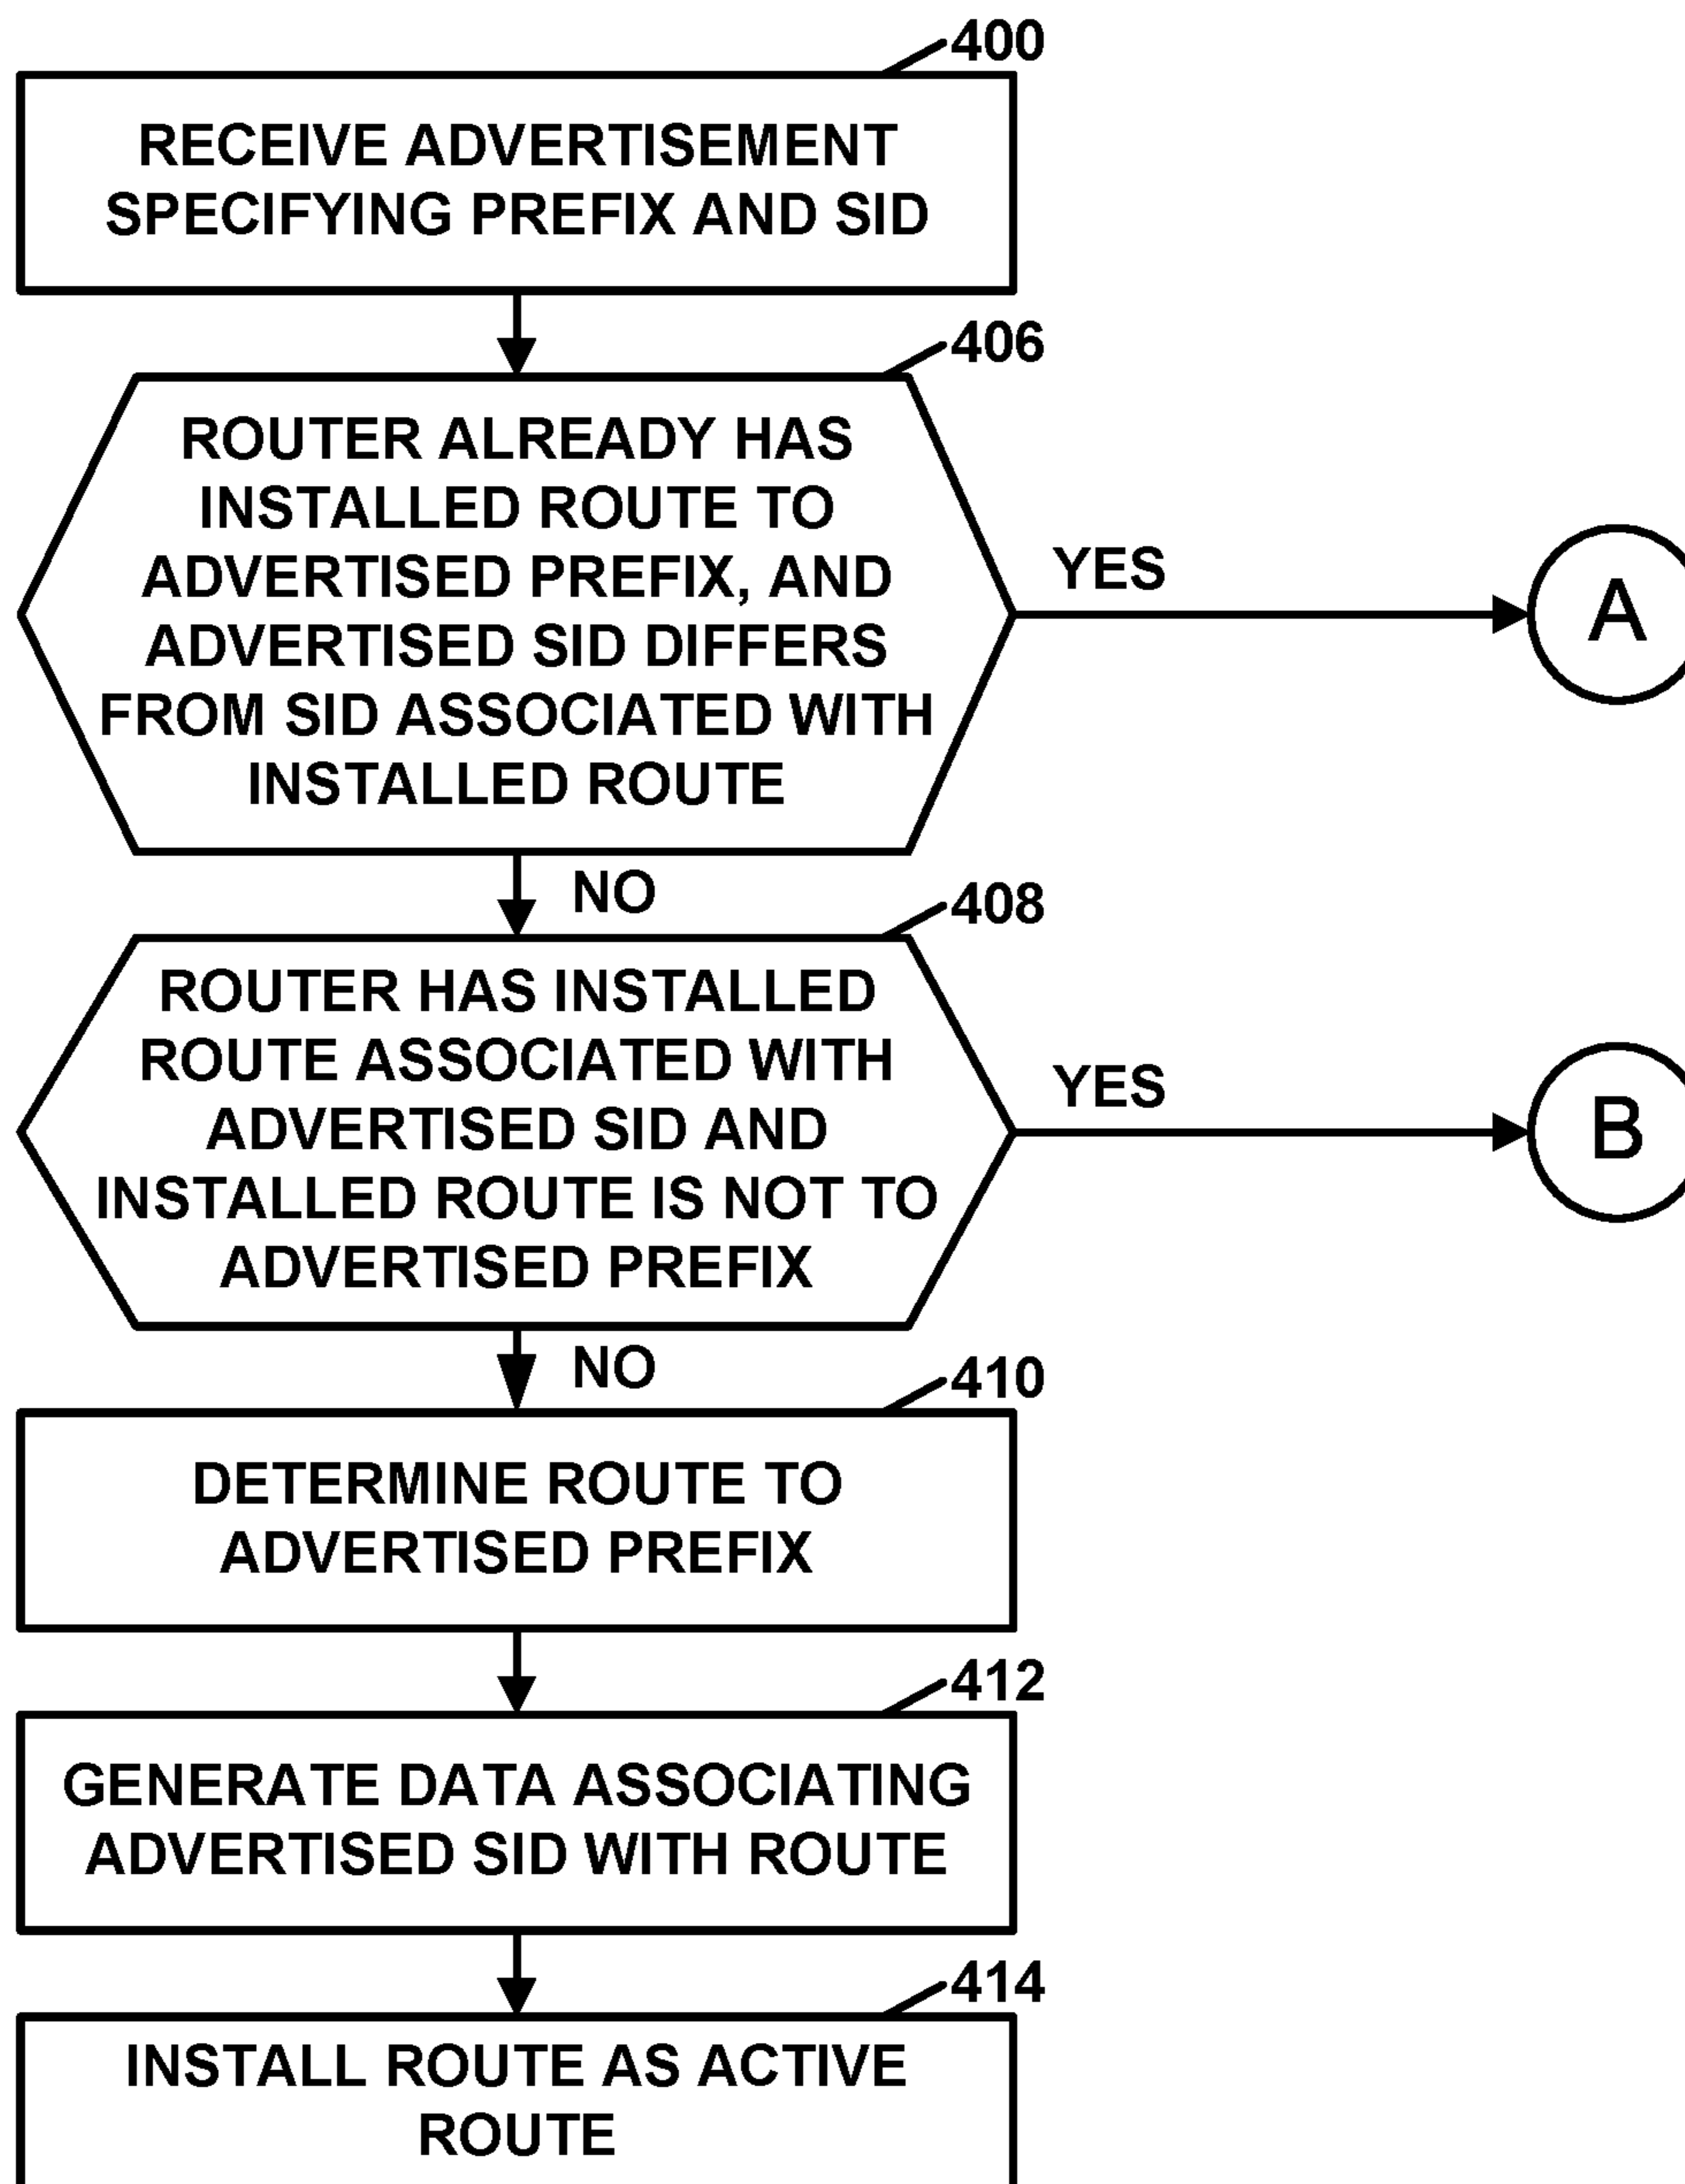 400
RECEIVE ADVERTISEMENT
SPECIFYING PREFIX AND SID
406
ROUTER ALREADY HAS
INSTALLED ROUTE TO
ADVERTISED PREFIX, AND
ADVERTISED SID DIFFERS
FROM SID ASSOCIATED WITH
INSTALLED ROUTE
YES
A
NO
408
ROUTER HAS INSTALLED
ROUTE ASSOCIATED WITH
ADVERTISED SID AND
INSTALLED ROUTE IS NOT TO
ADVERTISED PREFIX
YES
B
NO
410
DETERMINE ROUTE TO
ADVERTISED PREFIX
412
GENERATE DATA ASSOCIATING
ADVERTISED SID WITH ROUTE
414
INSTALL ROUTE AS ACTIVE
ROUTE